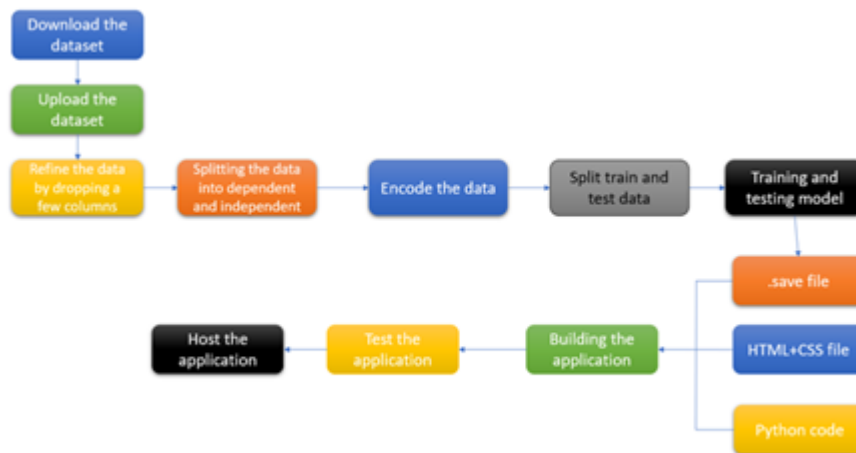 Download the
dataset
Upload the
dataset
Refine the data
by dropping a
few columns
Splitting the data
into dependent
and independent
Encode the data
Split train and
test data
Training and
testing model
.save file
HTML+CSS file
Python code
Building the
application
Test the
application
Host the
application